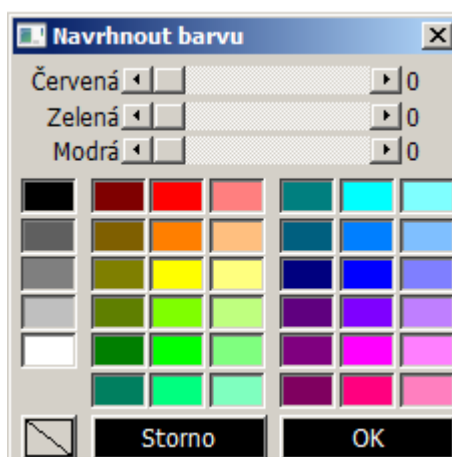 Navrhnout barvu
Červená 0
Zelená 0
Modrá 0
Storno OK